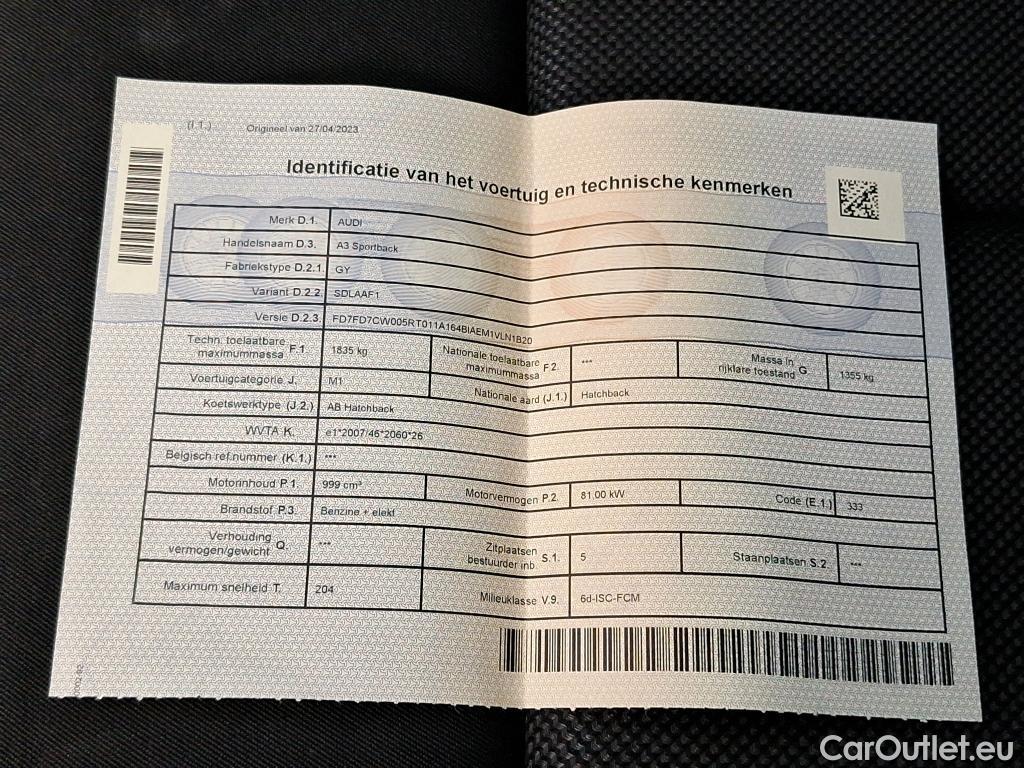 (I.1.) Origineel van 27/04/2023
Identificatie van het voertuig en technische kenmerken
Merk D.1. AUDI
Handelsnaam D.3. A3 Sportback
Fabriekstype D.2.1. GY
Variant D.2.2. SDLAAF1
Versie D.2.3. FD7FD7CW005RT011A164BIAEM1VLN1B20
Techn. toelaatbare maximummassa F.1. 1835 kg Nationale toelaatbare maximummassa F.2. *** Massa in rijklare toestand G. 1355 kg
Voertuigcategorie J. M1 Nationale aard (J.1.) Hatchback
Koetswerktype (J.2.) AB Hatchback
WVTA K. e1*2007/46*2060*26
Belgisch ref.nummer (K.1.) ***
Motorinhoud P.1. 999 cm³ Motorvermogen P.2. 81.00 kW Code (E.1.) 333
Brandstof P.3. Benzine + elekt
Verhouding vermogen/gewicht Q. *** Zitplaatsen bestuurder inb. S.1. 5 Staanplaatsen S.2. ***
Maximum snelheid T. 204 Milieuklasse V.9. 6d-ISC-FCM
CarOutlet.eu